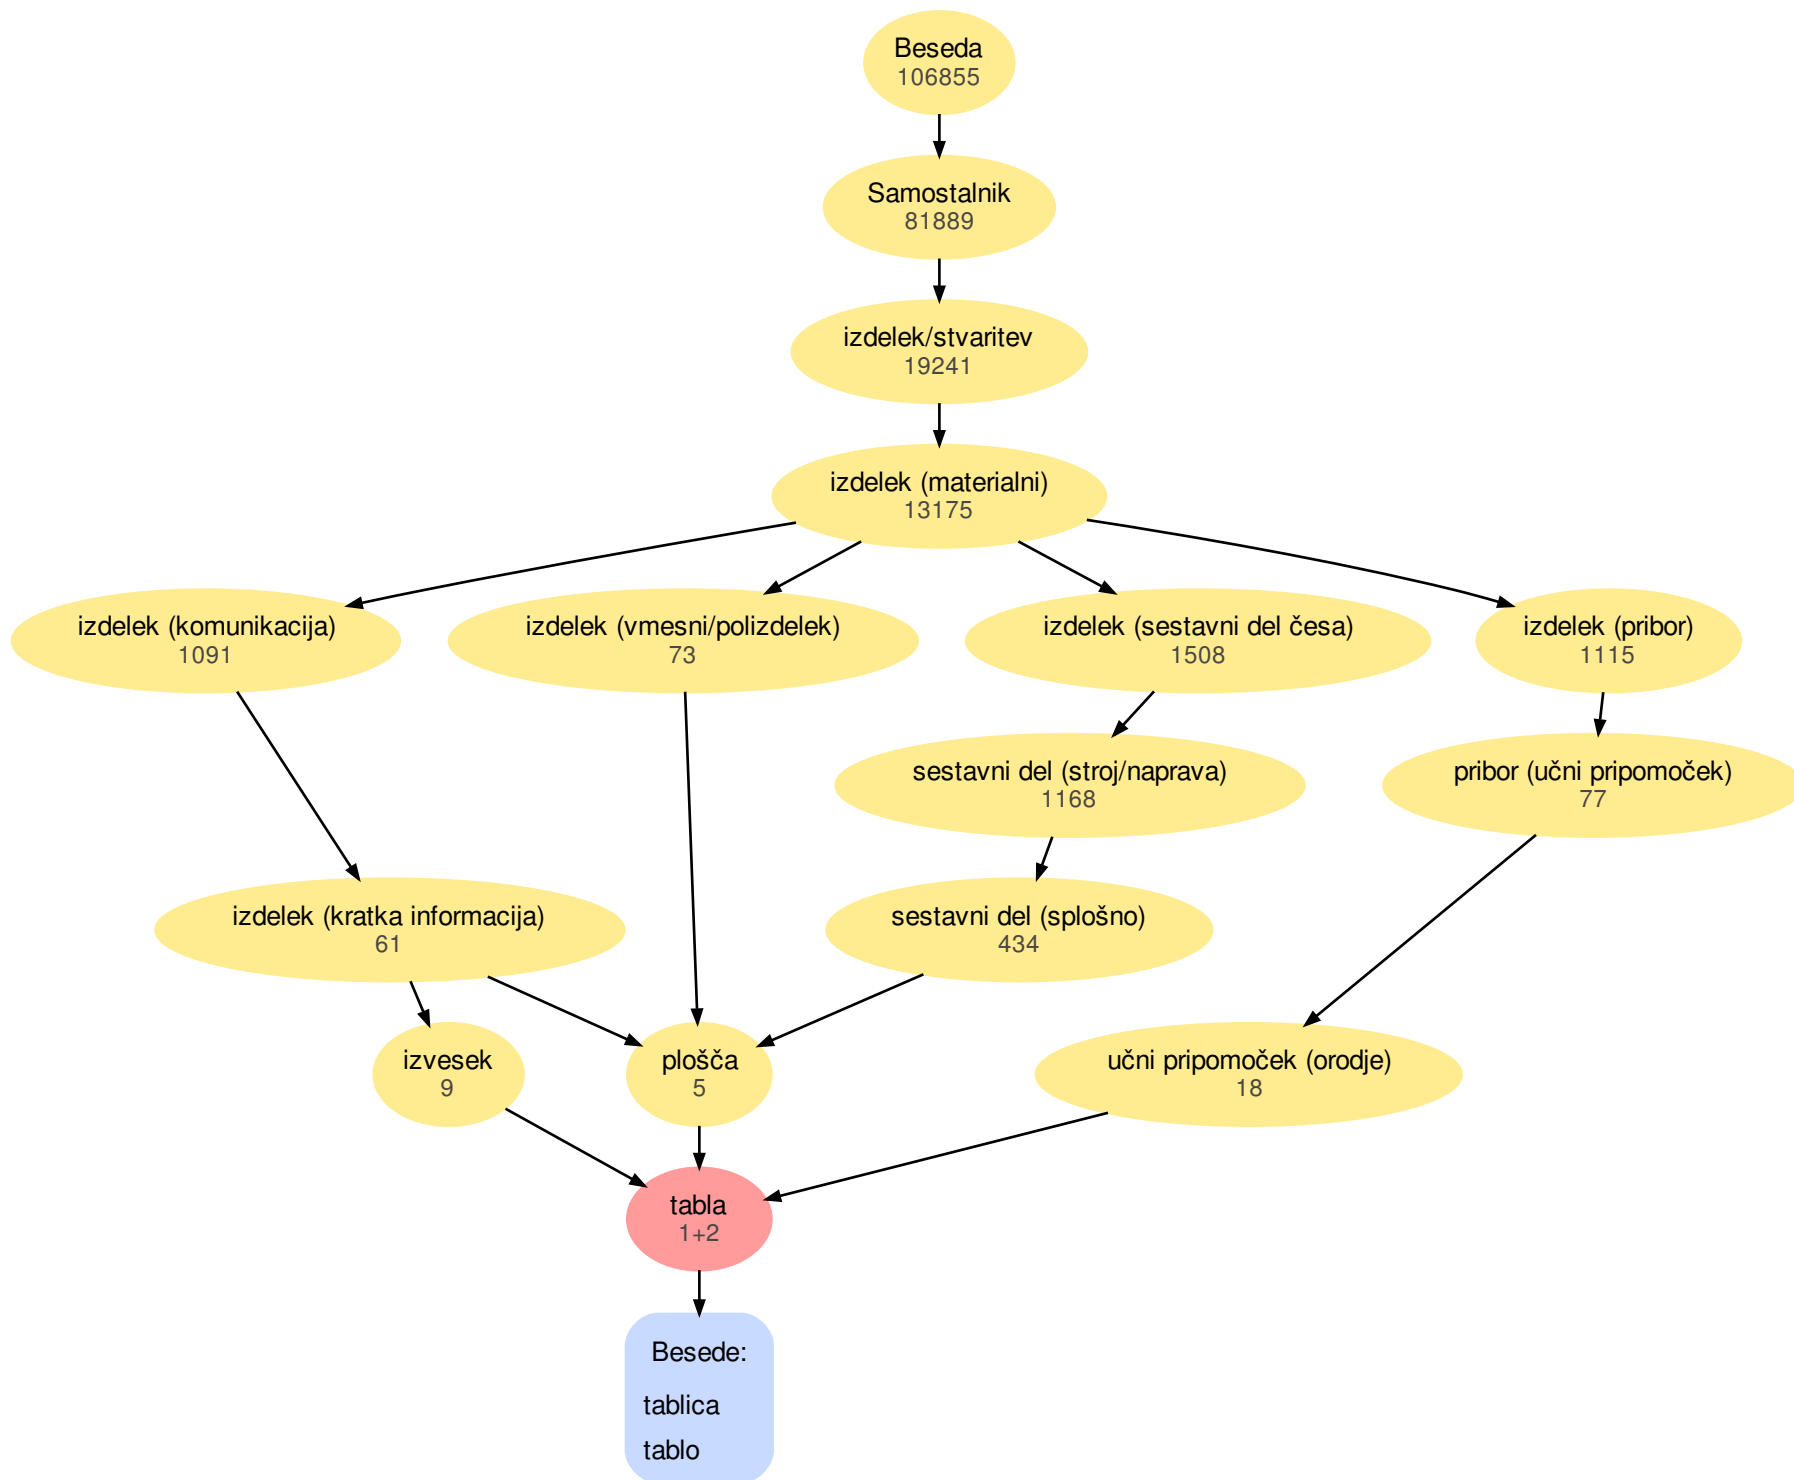 Beseda
106855
Samostalnik
81889
izdelek/stvaritev
19241
izdelek (materialni)
13175
izdelek (komunikacija)
1091
izdelek (vmesni/polizdelek)
73
izdelek (sestavni del česa)
1508
izdelek (pribor)
1115
sestavni del (stroj/naprava)
1168
pribor (učni pripomoček)
77
izdelek (kratka informacija)
61
sestavni del (splošno)
434
izvesek
9
plošča
5
učni pripomoček (orodje)
18
tabla
1+2
Besede:
tablica
tablo